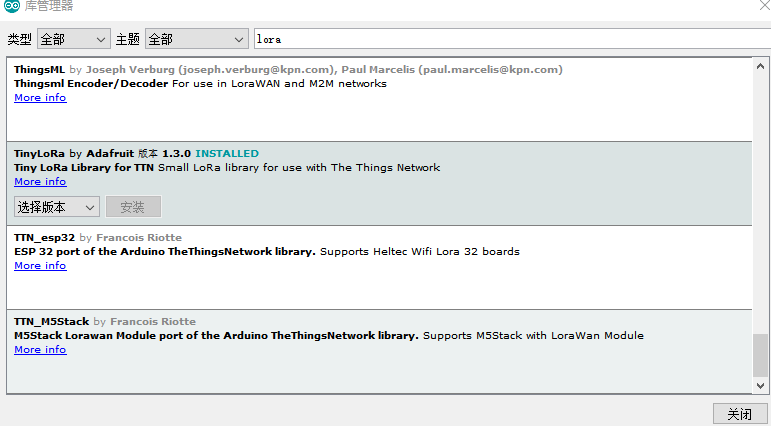 库管理器
类型 全部 主题 全部 lora
ThingsML by Joseph Verburg (joseph.verburg@kpn.com), Paul Marcelis (paul.marcelis@kpn.com)
Thingsml Encoder/Decoder For use in LoraWAN and M2M networks
More info
TinyLoRa by Adafruit 版本 1.3.0 INSTALLED
Tiny LoRa Library for TTN Small LoRa library for use with The Things Network
More info
选择版本 安装
TTN_esp32 by Francois Riotte
ESP 32 port of the Arduino TheThingsNetwork library. Supports Heltec Wifi Lora 32 boards
More info
TTN_M5Stack by Francois Riotte
M5Stack Lorawan Module port of the Arduino TheThingsNetwork library. Supports M5Stack with LoraWan Module
More info
关闭